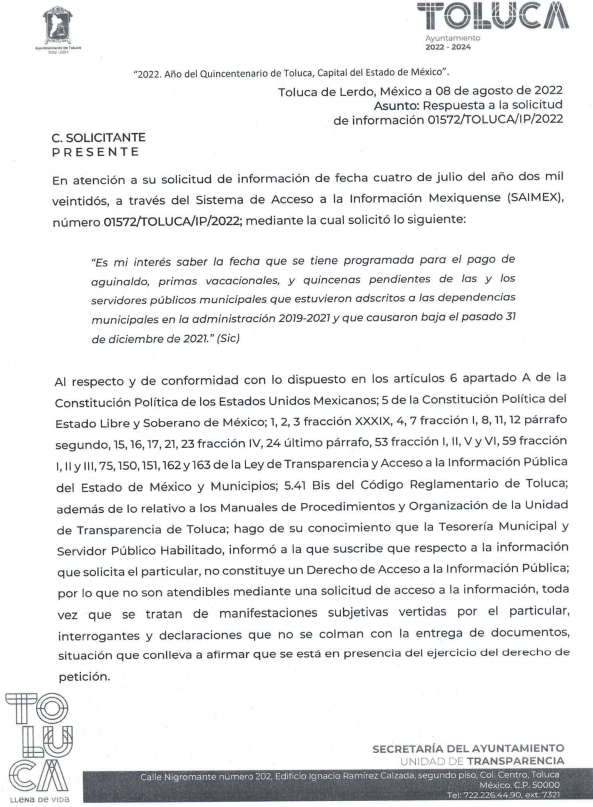 TOLUCA
Ayuntamiento de Toluca
Ayuntamiento
2022 - 2024
"2022. Año del Quincentenario de Toluca, Capital del Estado de México".
Toluca de Lerdo, México a 08 de agosto de 2022
Asunto: Respuesta a la solicitud
de información 01572/TOLUCA/IP/2022
C. SOLICITANTE
P R E S E N T E
En atención a su solicitud de información de fecha cuatro de julio del año dos mil
veintidós, a través del Sistema de Acceso a la Información Mexiquense (SAIMEX),
número 01572/TOLUCA/IP/2022; mediante la cual solicitó lo siguiente:
"Es mi interés saber la fecha que se tiene programada para el pago de
aguinaldo, primas vacacionales, y quincenas pendientes de las y los
servidores públicos municipales que estuvieron adscritos a las dependencias
municipales en la administración 2019-2021 y que causaron baja el pasado 31
de diciembre de 2021." (Sic)
Al respecto y de conformidad con lo dispuesto en los artículos 6 apartado A de la
Constitución Política de los Estados Unidos Mexicanos; 5 de la Constitución Política del
Estado Libre y Soberano de México; 1, 2, 3 fracción XXXIX, 4, 7 fracción I, 8, 11, 12 párrafo
segundo, 15, 16, 17, 21, 23 fracción IV, 24 último párrafo, 53 fracción I, II, V y VI, 59 fracción
I, II y III, 75, 150, 151, 162 y 163 de la Ley de Transparencia y Acceso a la Información Pública
del Estado de México y Municipios; 5.41 Bis del Código Reglamentario de Toluca;
además de lo relativo a los Manuales de Procedimientos y Organización de la Unidad
de Transparencia de Toluca; hago de su conocimiento que la Tesorería Municipal y
Servidor Público Habilitado, informó a la que suscribe que respecto a la información
que solicita el particular, no constituye un Derecho de Acceso a la Información Pública;
por lo que no son atendibles mediante una solicitud de acceso a la información, toda
vez que se tratan de manifestaciones subjetivas vertidas por el particular,
interrogantes y declaraciones que no se colman con la entrega de documentos,
situación que conlleva a afirmar que se está en presencia del ejercicio del derecho de
petición.
TO
LU
CA
LLENA DE VIDA
SECRETARÍA DEL AYUNTAMIENTO
UNIDAD DE TRANSPARENCIA
Calle Nigromante número 202, Edificio Ignacio Ramírez Calzada, segundo piso, Col. Centro, Toluca
México. C.P. 50000
Tel: 722.226.44.90, ext. 7321